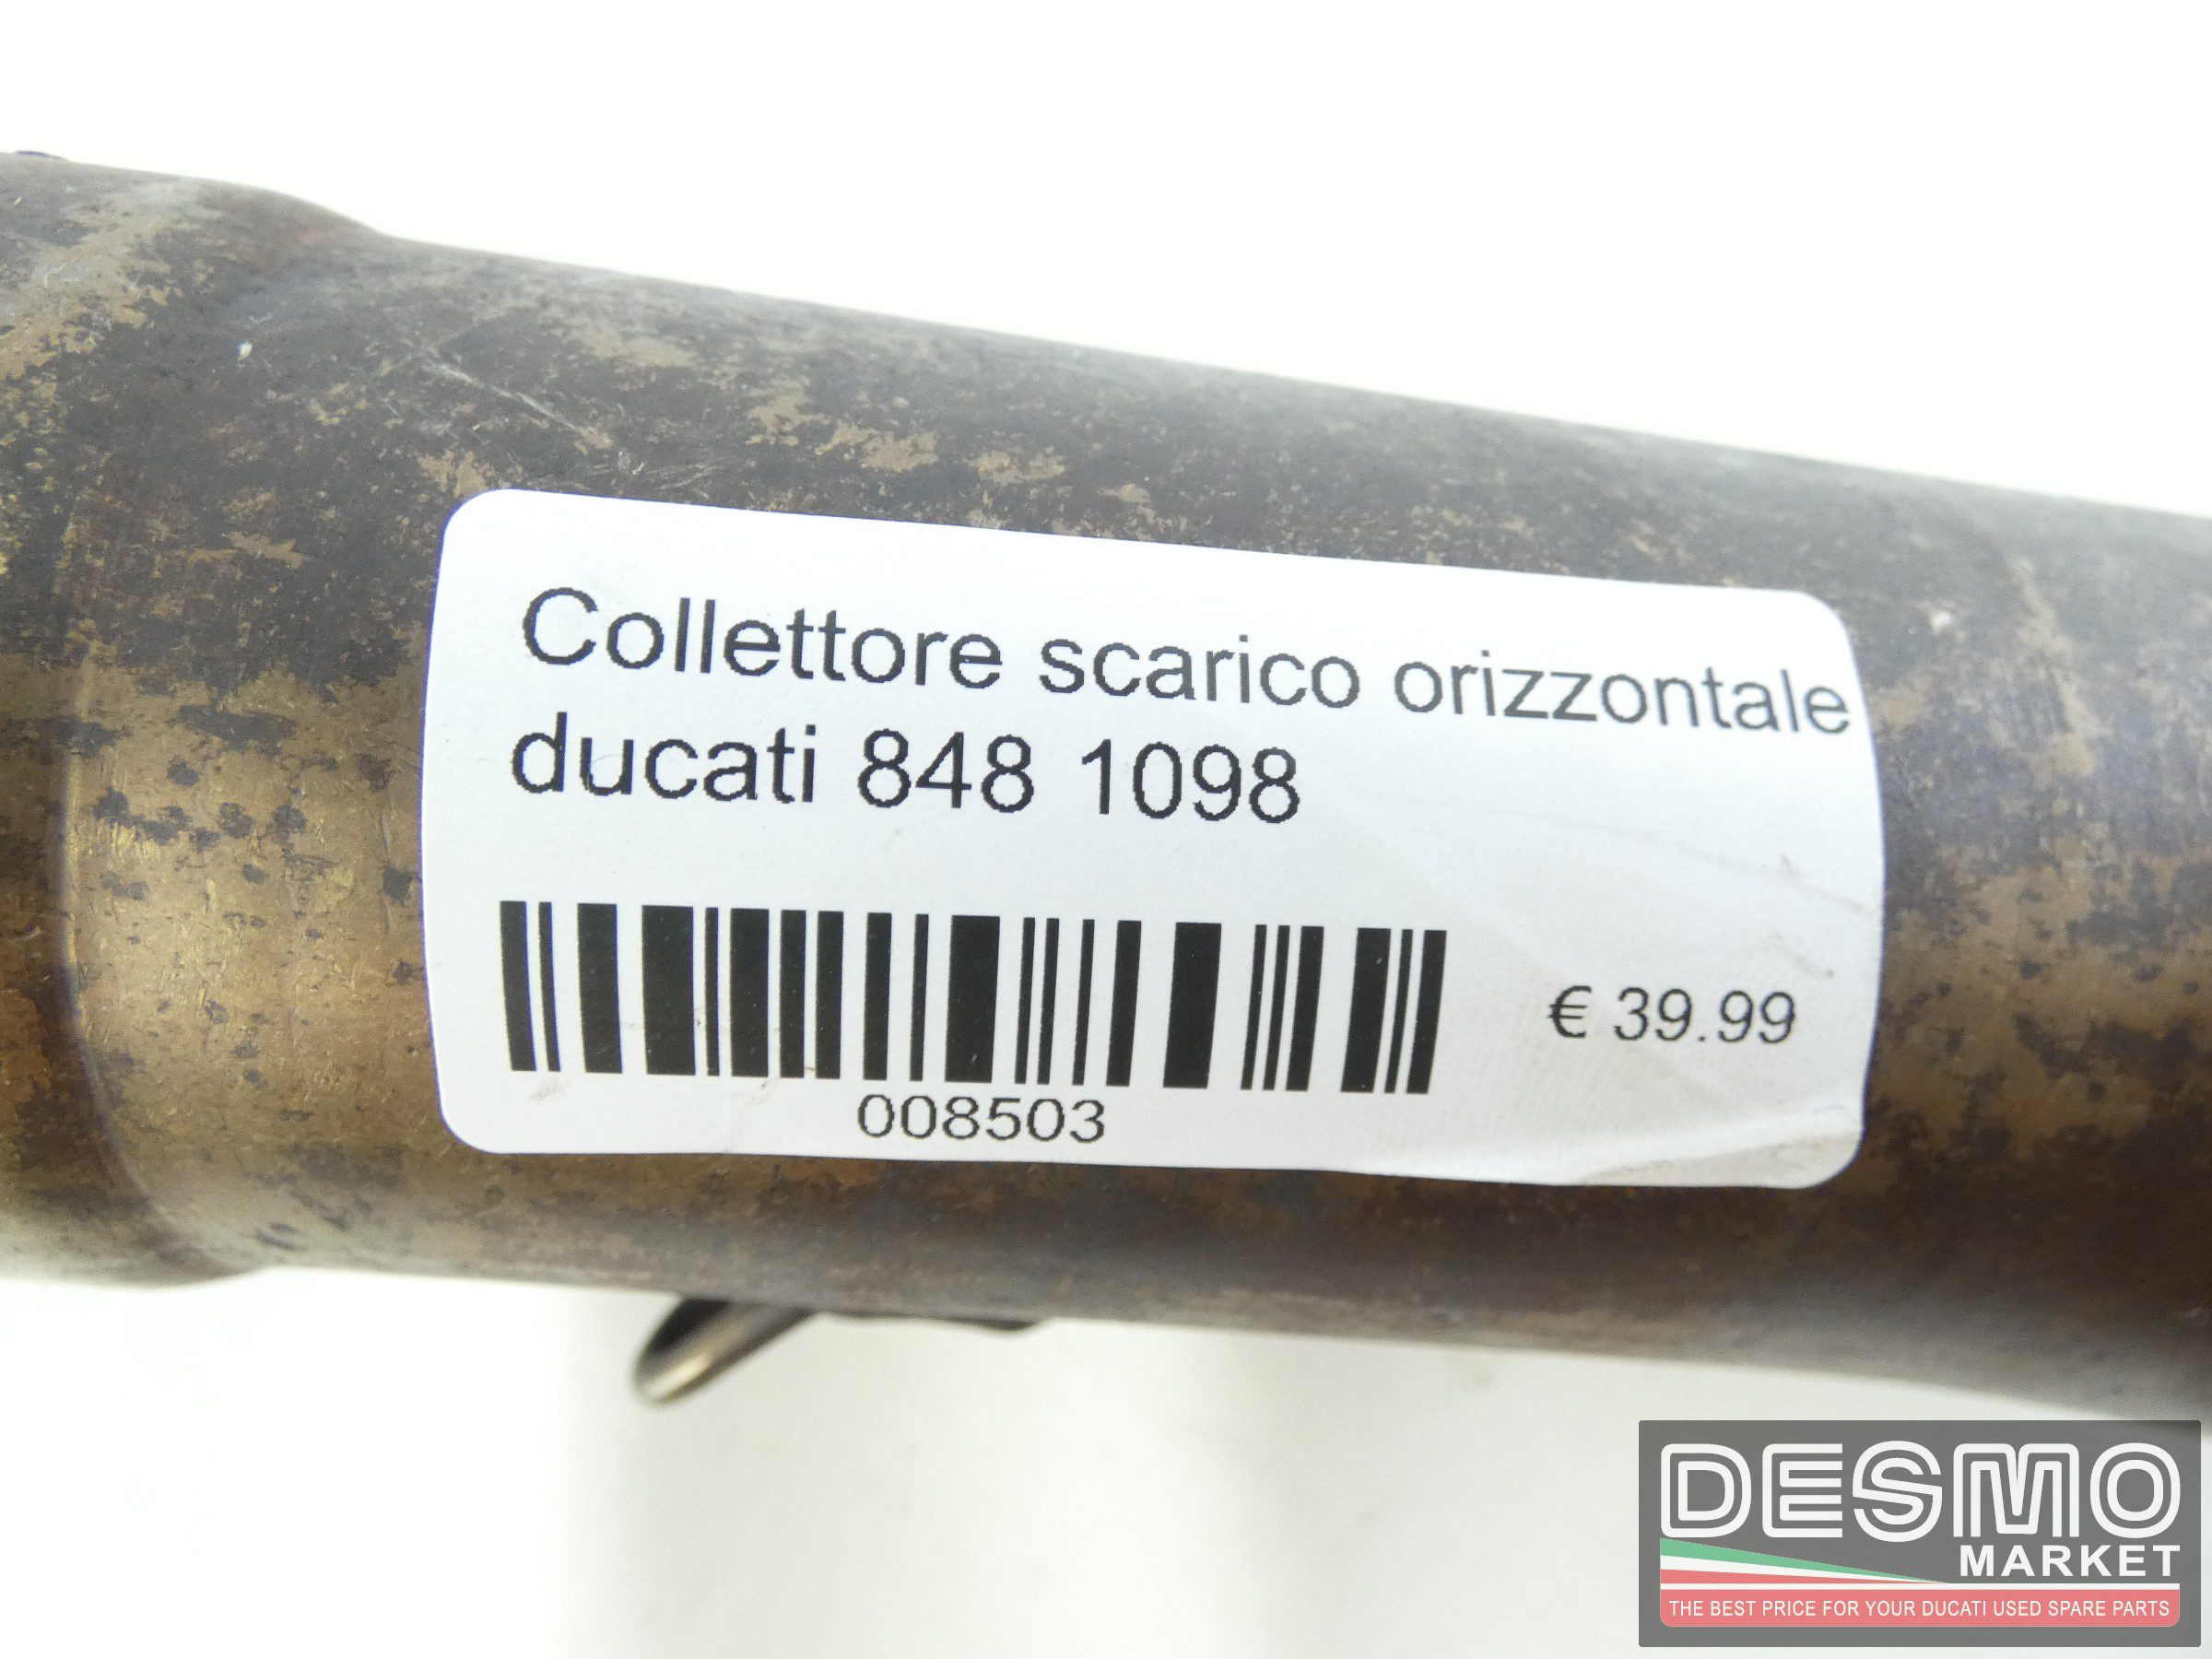 Collettore scarico orizzontale
ducati 848 1098
€ 39.99
008503
DESMO
MARKET
THE BEST PRICE FOR YOUR DUCATI USED SPARE PARTS